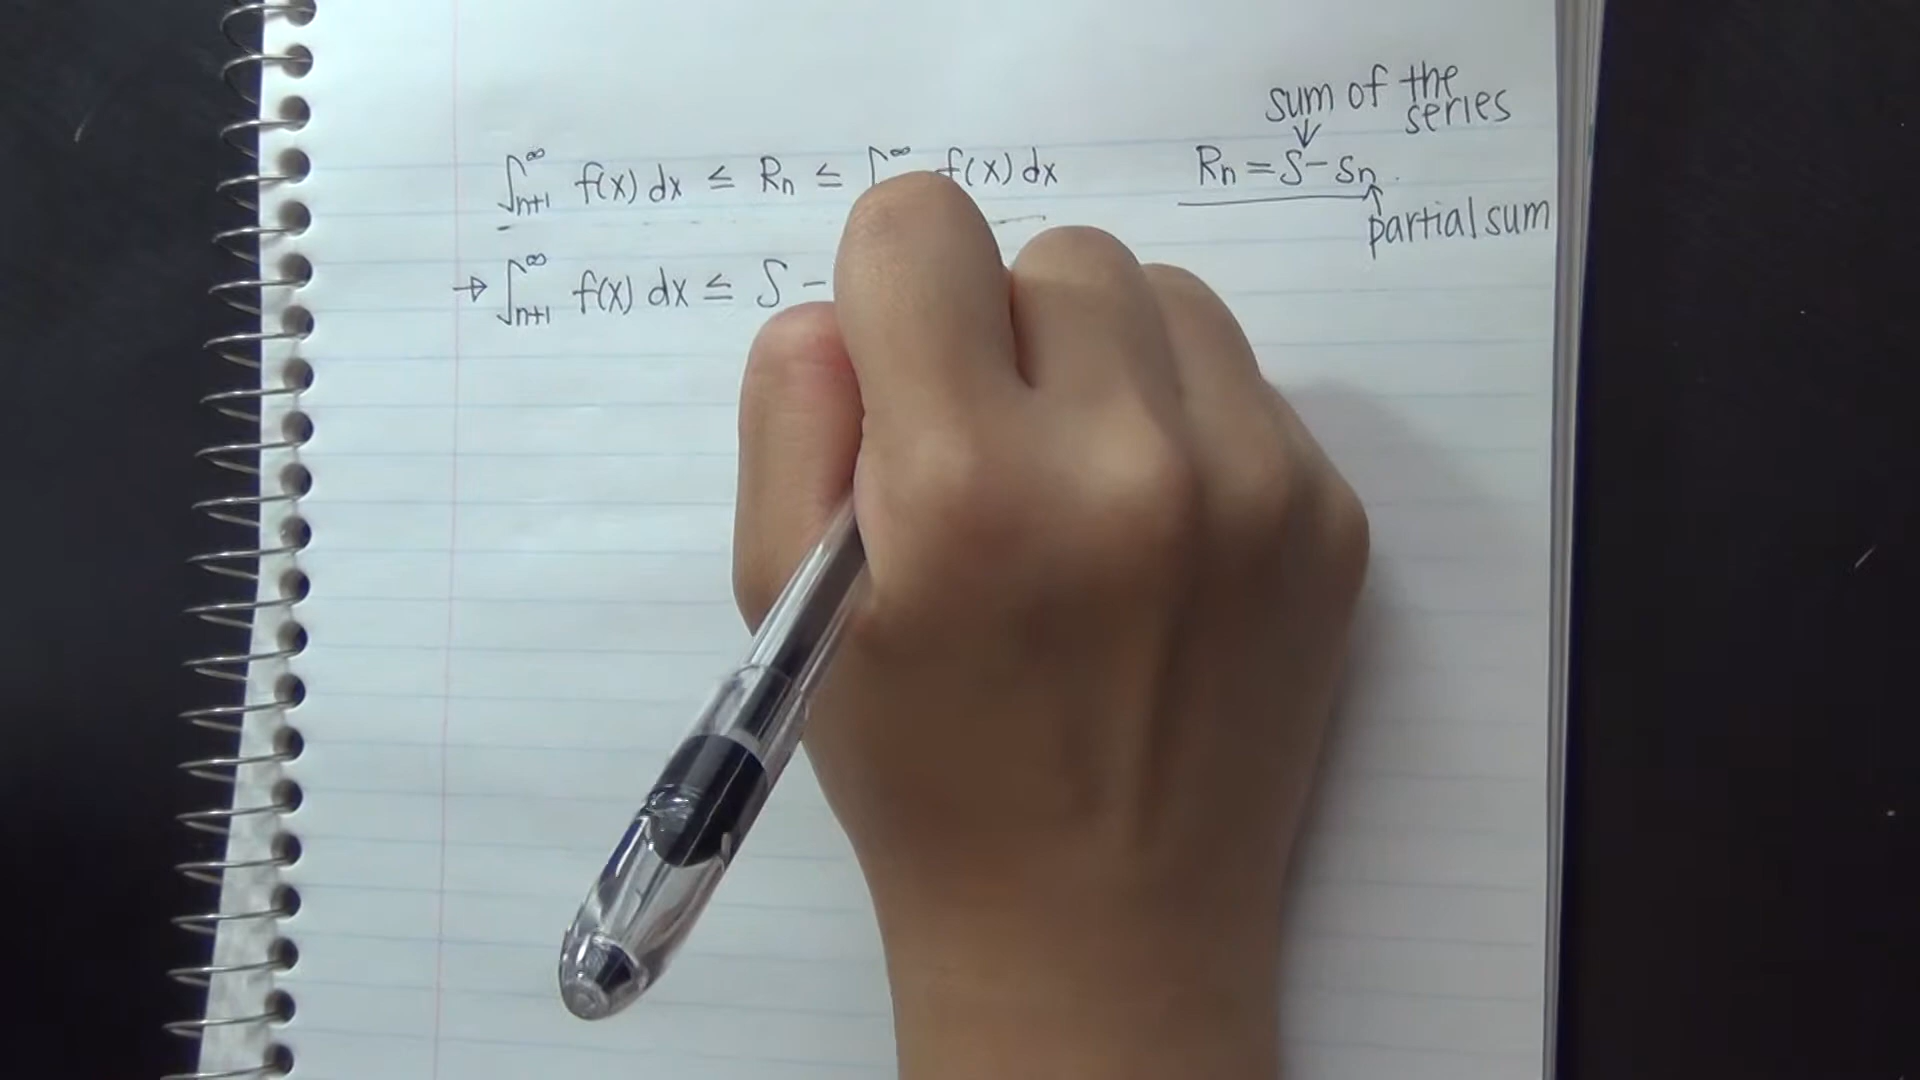 sum of the
series
∫_{n+1}^∞ f(x) dx ≤ Rn ≤ ∫^∞ f(x) dx
Rn = S - Sn
partial sum
→ ∫_{n+1}^∞ f(x) dx ≤ S -